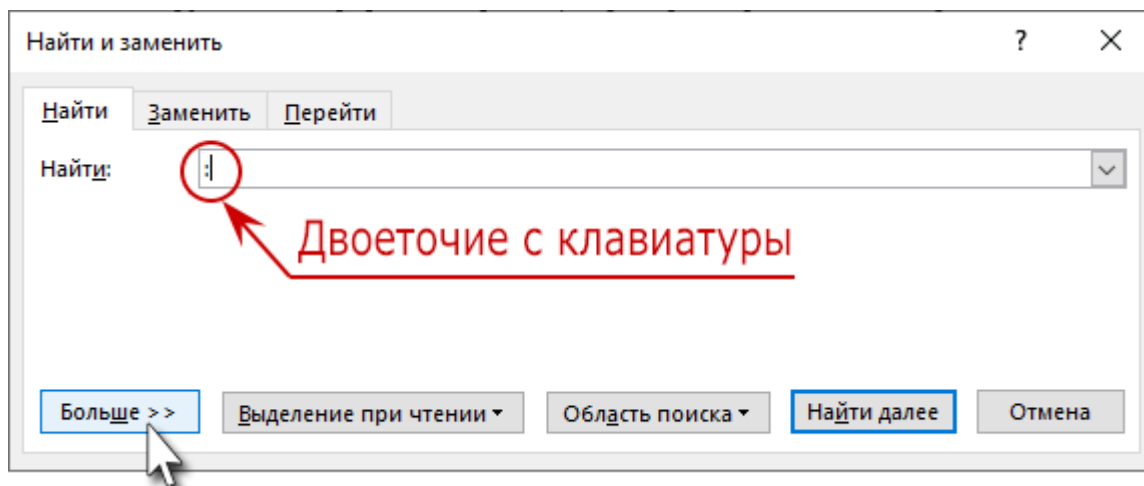 Найти и заменить ?
Найти Заменить Перейти
Найти: :
Двоеточие с клавиатуры
Больше >> Выделение при чтении Область поиска Найти далее Отмена